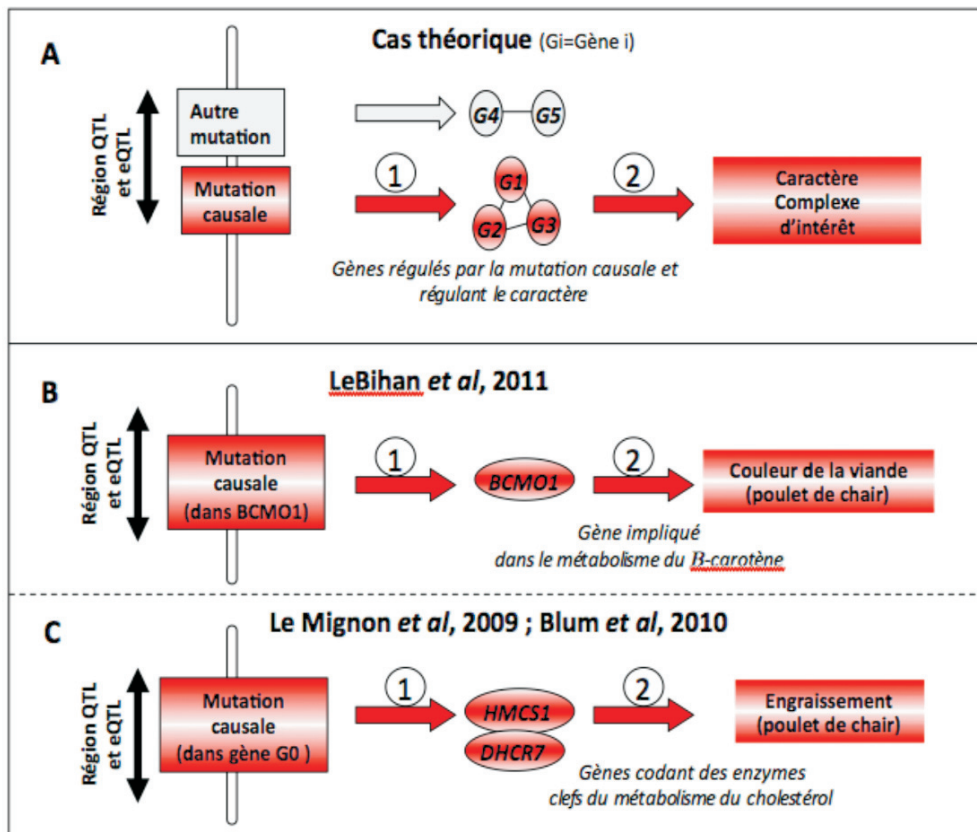 A
Cas théorique (Gi=Gène i)
Région QTL
et eQTL
Autre
mutation
Mutation
causale
G4
G5
1
G1
G2
G3
2
Caractère
Complexe
d'intérêt
Gènes régulés par la mutation causale et
régulant le caractère
B
LeBihan et al, 2011
Région QTL
et eQTL
Mutation
causale
(dans BCMO1)
1
BCMO1
2
Couleur de la viande
(poulet de chair)
Gène impliqué
dans le métabolisme du B-carotène
C
Le Mignon et al, 2009 ; Blum et al, 2010
Région QTL
et eQTL
Mutation
causale
(dans gène G0 )
1
HMCS1
DHCR7
2
Engraissement
(poulet de chair)
Gènes codant des enzymes
clefs du métabolisme du cholestérol